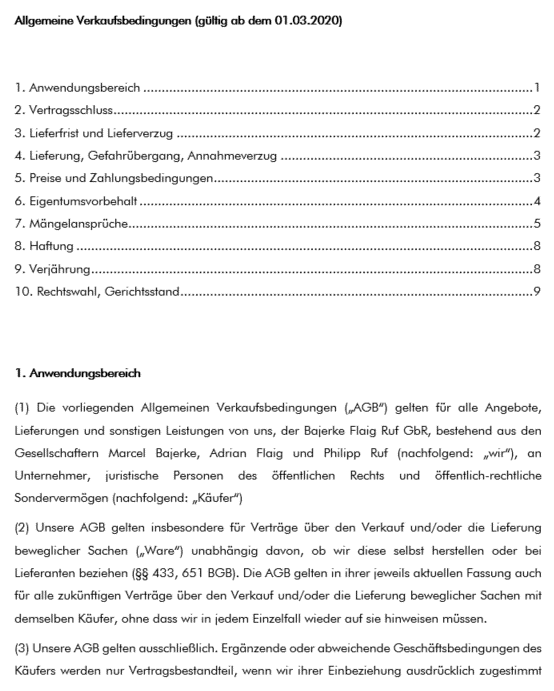 Allgemeine Verkaufsbedingungen (gültig ab dem 01.03.2020)
1. Anwendungsbereich ........................................................................................................1
2. Vertragsschluss................................................................................................................2
3. Lieferfrist und Lieferverzug ...............................................................................................2
4. Lieferung, Gefahrübergang, Annahmeverzug ....................................................................3
5. Preise und Zahlungsbedingungen......................................................................................3
6. Eigentumsvorbehalt .........................................................................................................4
7. Mängelansprüche............................................................................................................5
8. Haftung .........................................................................................................................8
9. Verjährung......................................................................................................................8
10. Rechtswahl, Gerichtsstand..............................................................................................9
1. Anwendungsbereich
(1) Die vorliegenden Allgemeinen Verkaufsbedingungen („AGB“) gelten für alle Angebote,
Lieferungen und sonstigen Leistungen von uns, der Bajerke Flaig Ruf GbR, bestehend aus den
Gesellschaftern Marcel Bajerke, Adrian Flaig und Philipp Ruf (nachfolgend: „wir“), an
Unternehmer, juristische Personen des öffentlichen Rechts und öffentlich-rechtliche
Sondervermögen (nachfolgend: „Käufer“)
(2) Unsere AGB gelten insbesondere für Verträge über den Verkauf und/oder die Lieferung
beweglicher Sachen („Ware“) unabhängig davon, ob wir diese selbst herstellen oder bei
Lieferanten beziehen (§§ 433, 651 BGB). Die AGB gelten in ihrer jeweils aktuellen Fassung auch
für alle zukünftigen Verträge über den Verkauf und/oder die Lieferung beweglicher Sachen mit
demselben Käufer, ohne dass wir in jedem Einzelfall wieder auf sie hinweisen müssen.
(3) Unsere AGB gelten ausschließlich. Ergänzende oder abweichende Geschäftsbedingungen des
Käufers werden nur Vertragsbestandteil, wenn wir ihrer Einbeziehung ausdrücklich zugestimmt